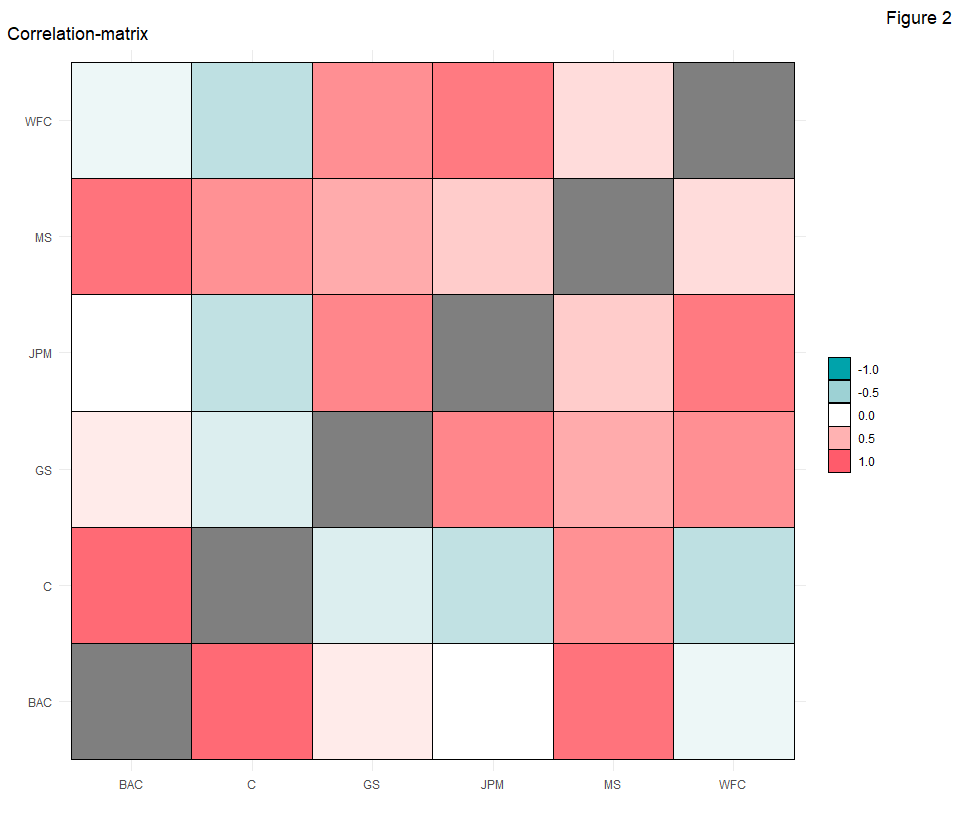 Figure 2
Correlation-matrix
WFC
MS
JPM
GS
C
BAC
BAC C GS JPM MS WFC
-1.0
-0.5
0.0
0.5
1.0